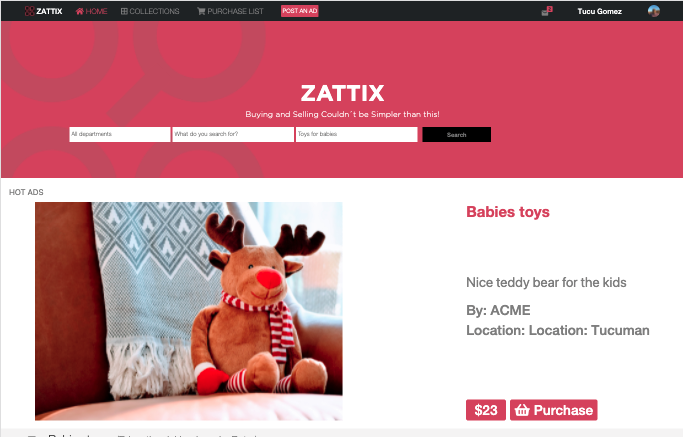 ZATTIX HOME COLLECTIONS PURCHASE LIST POST AN AD Tucu Gomez
ZATTIX
Buying and Selling Couldn´t be Simpler than this!
All departments What do you search for? Toys for babies Search
HOT ADS
Babies toys
Nice teddy bear for the kids
By: ACME
Location: Location: Tucuman
$23 Purchase